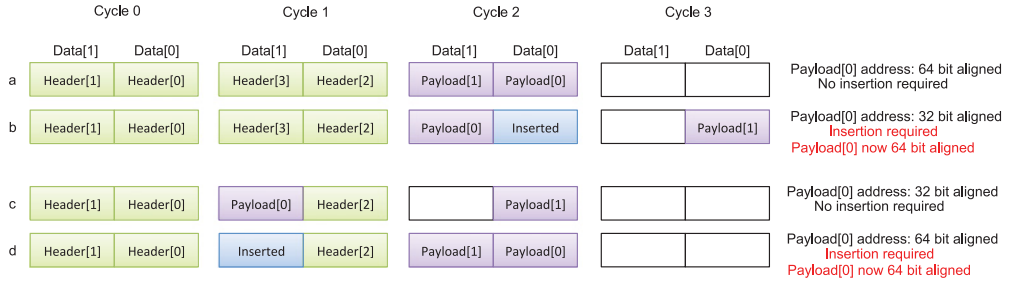 Cycle 0 Cycle 1 Cycle 2 Cycle 3
Data[1] Data[0] Data[1] Data[0] Data[1] Data[0] Data[1] Data[0]
a Header[1] Header[0] Header[3] Header[2] Payload[1] Payload[0] Payload[0] address: 64 bit aligned
No insertion required
b Header[1] Header[0] Header[3] Header[2] Payload[0] Inserted Payload[1] Payload[0] address: 32 bit aligned
Insertion required
Payload[0] now 64 bit aligned
c Header[1] Header[0] Payload[0] Header[2] Payload[1] Payload[0] address: 32 bit aligned
No insertion required
d Header[1] Header[0] Inserted Header[2] Payload[1] Payload[0] Payload[0] address: 64 bit aligned
Insertion required
Payload[0] now 64 bit aligned